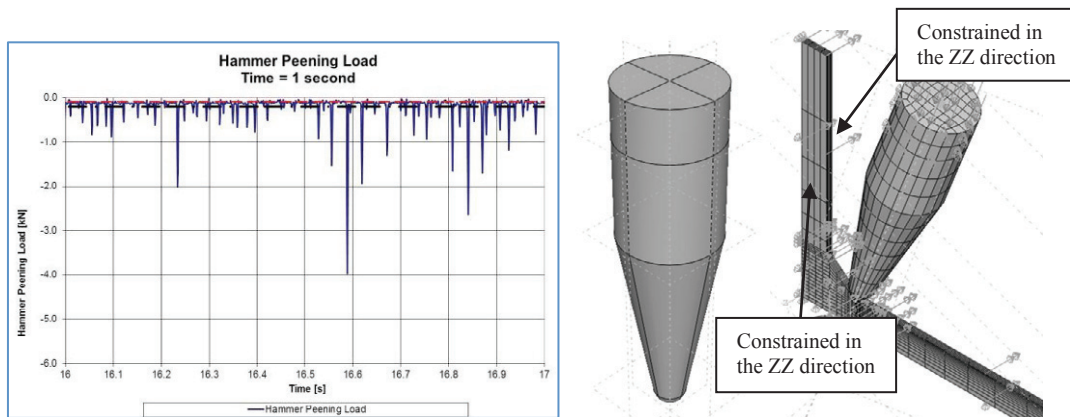 Hammer Peening Load
Time = 1 second
0.0
-1.0
-2.0
-3.0
-4.0
-5.0
-6.0
Hammer Peening Load [kN]
16 16.1 16.2 16.3 16.4 16.5 16.6 16.7 16.8 16.9 17
Time [s]
Hammer Peening Load
Constrained in
the ZZ direction
Constrained in
the ZZ direction